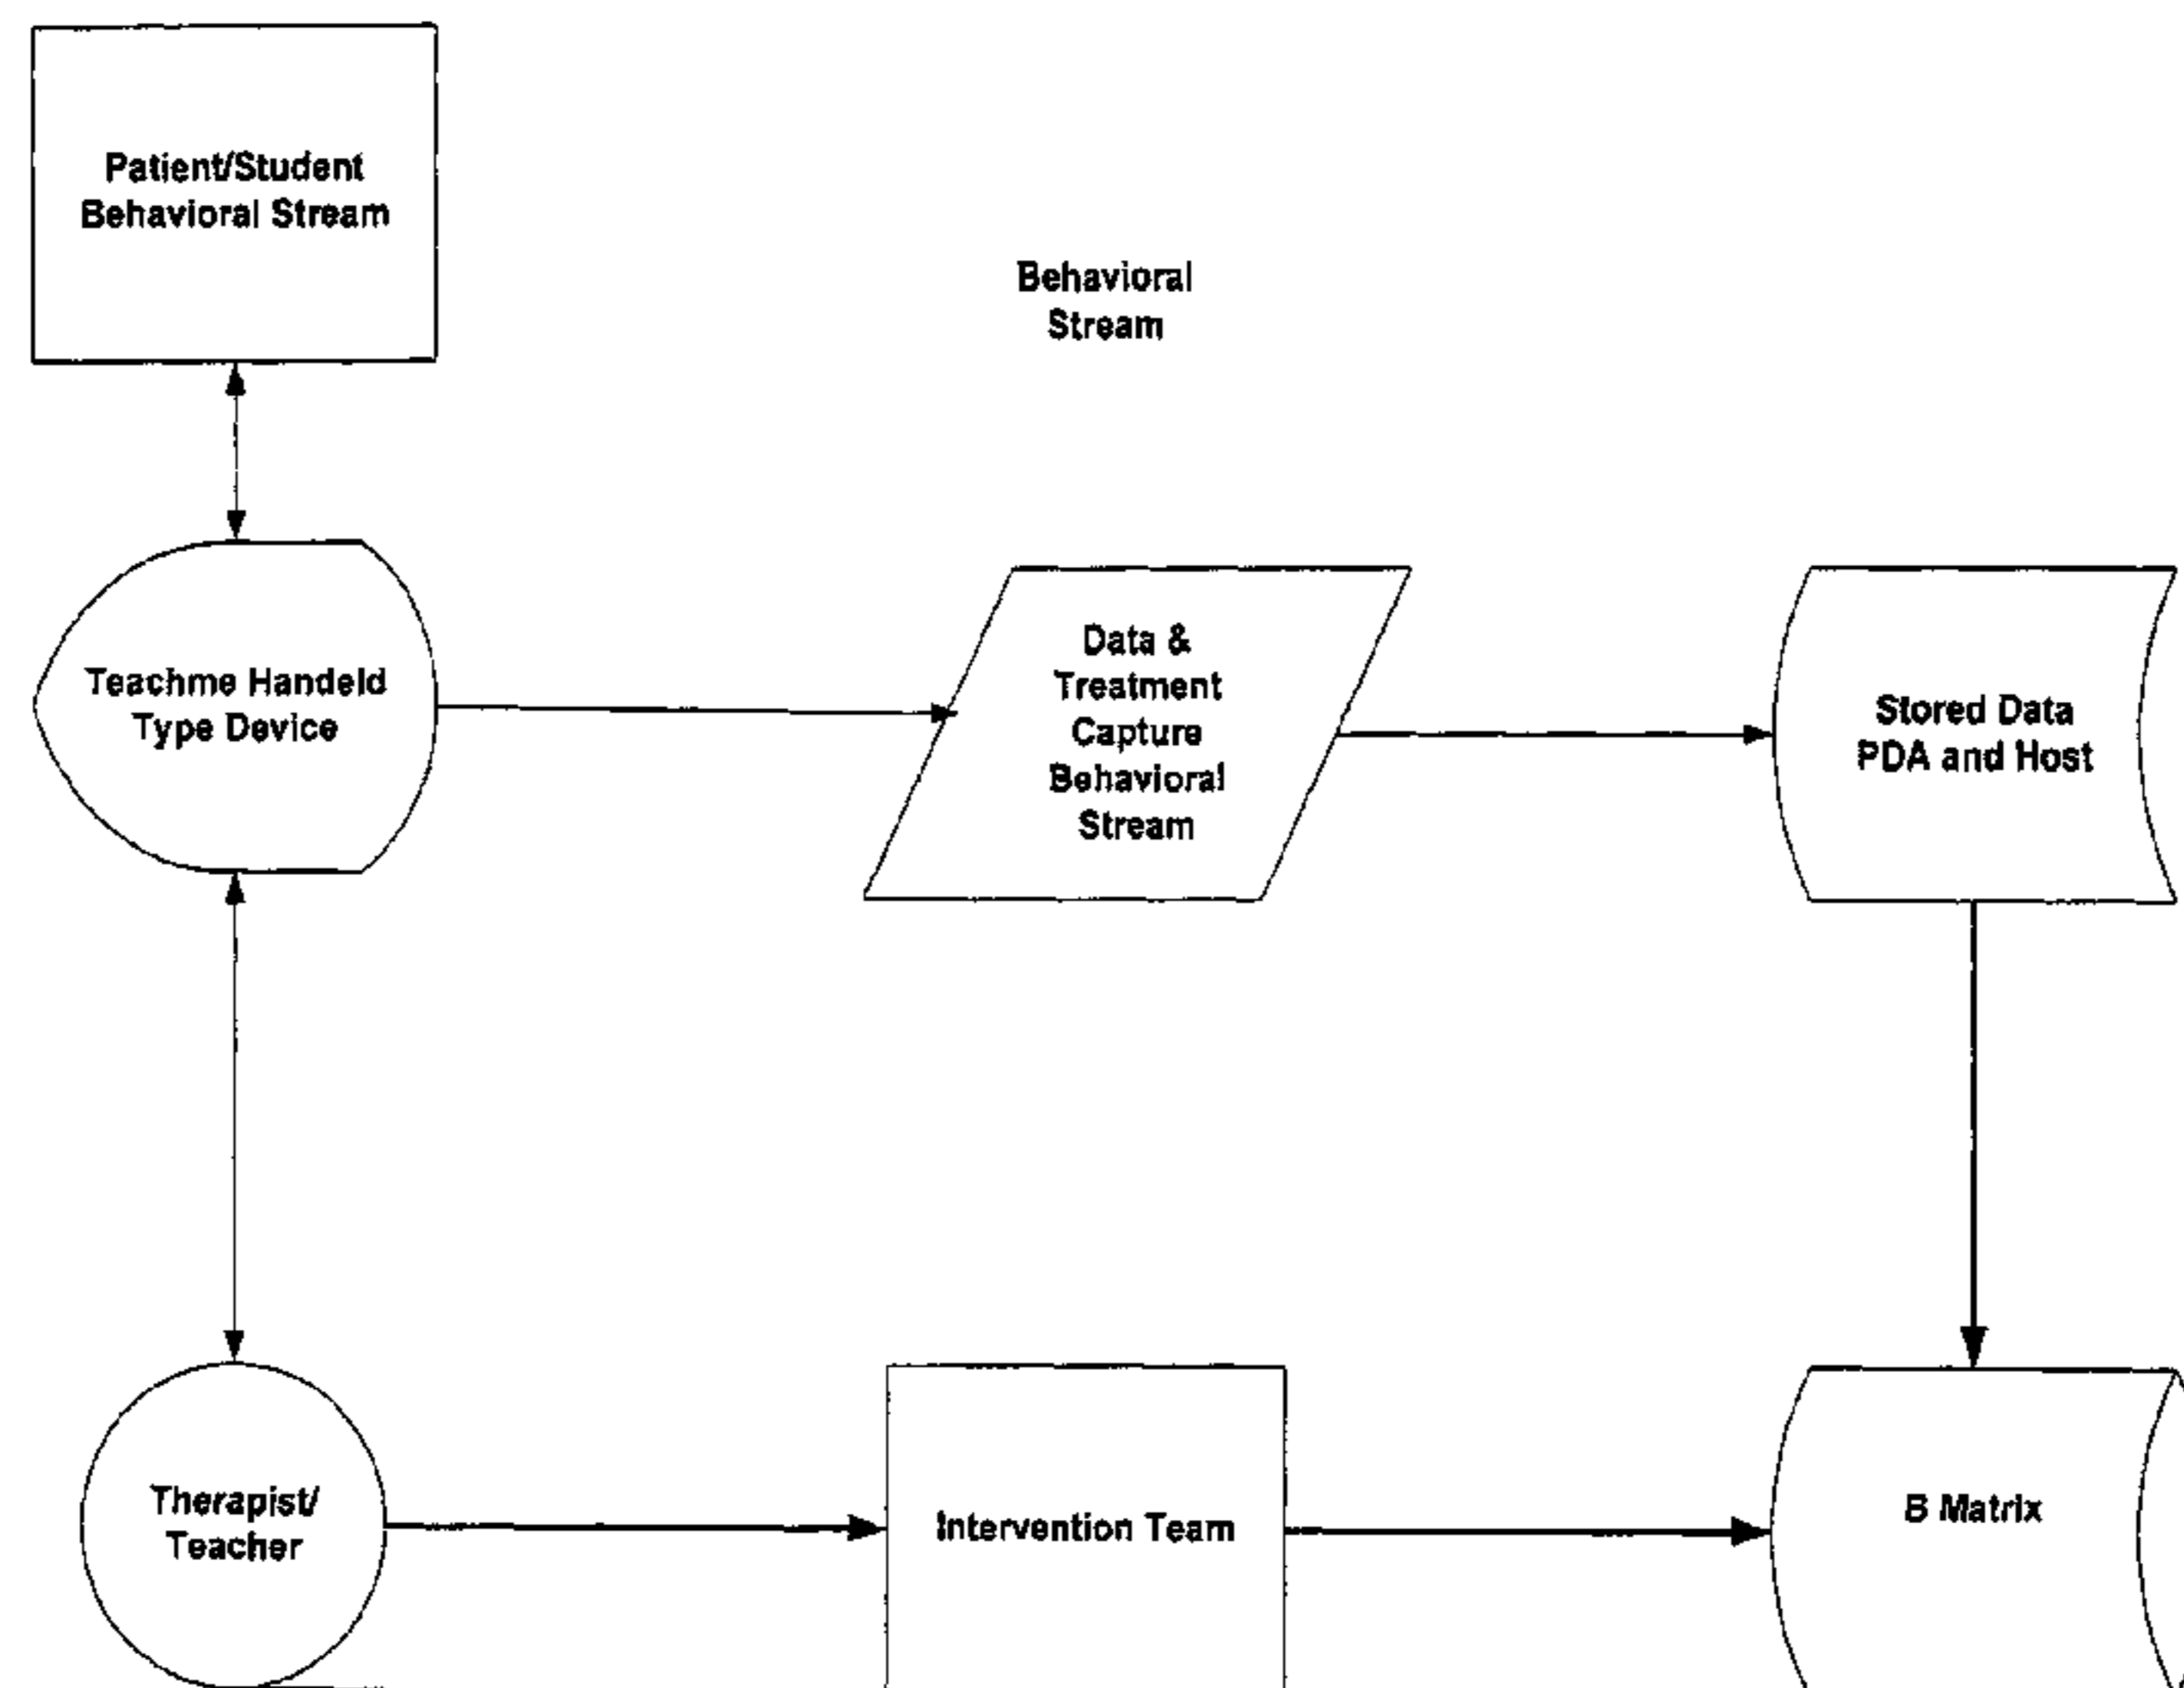 Patient/Student
Behavioral Stream
Behavioral
Stream
Teachme Handeld
Type Device
Data &
Treatment
Capture
Behavioral
Stream
Stored Data
PDA and Host
Therapist/
Teacher
Intervention Team
B Matrix